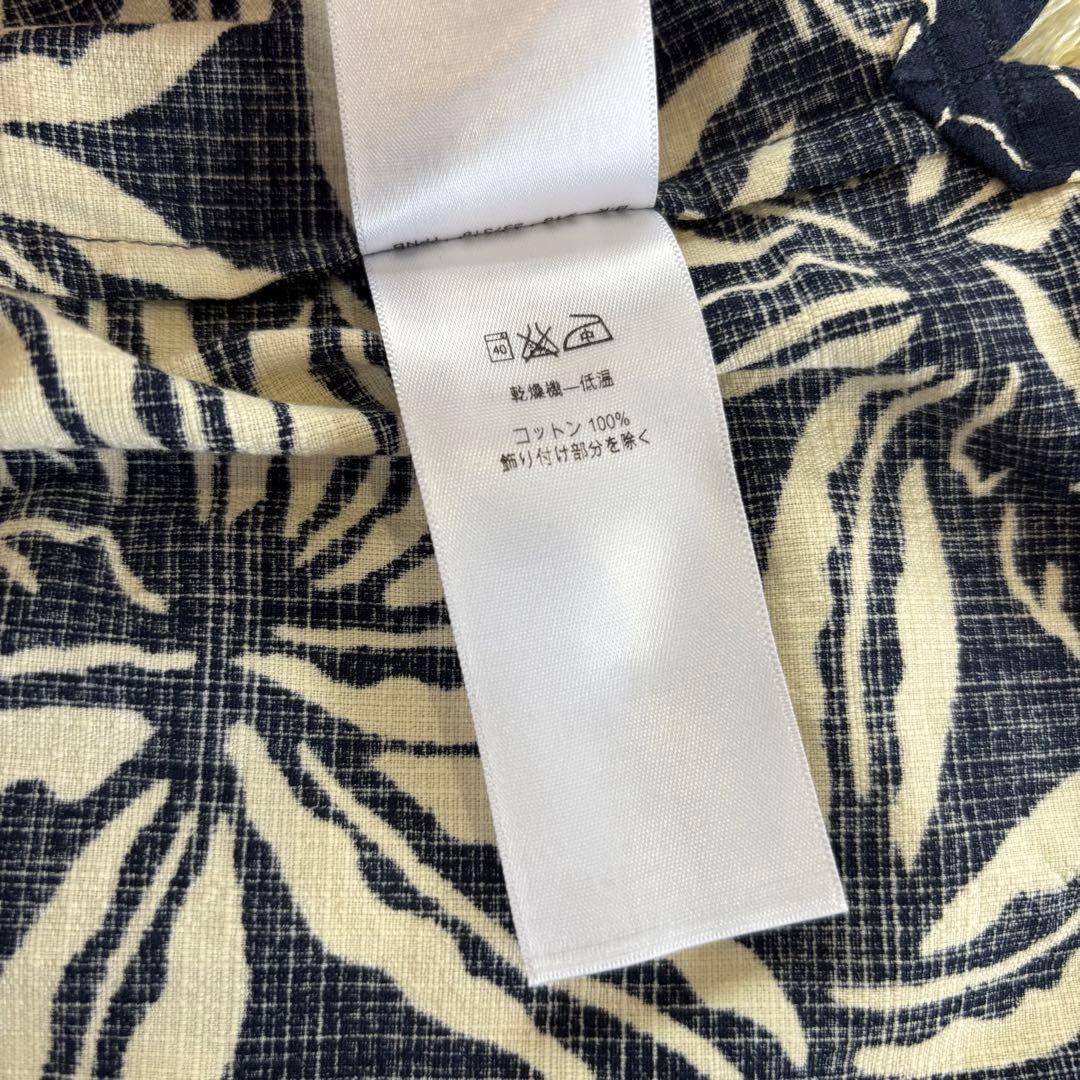 40 中
乾燥機—低温
コットン 100%
飾り付け部分を除く